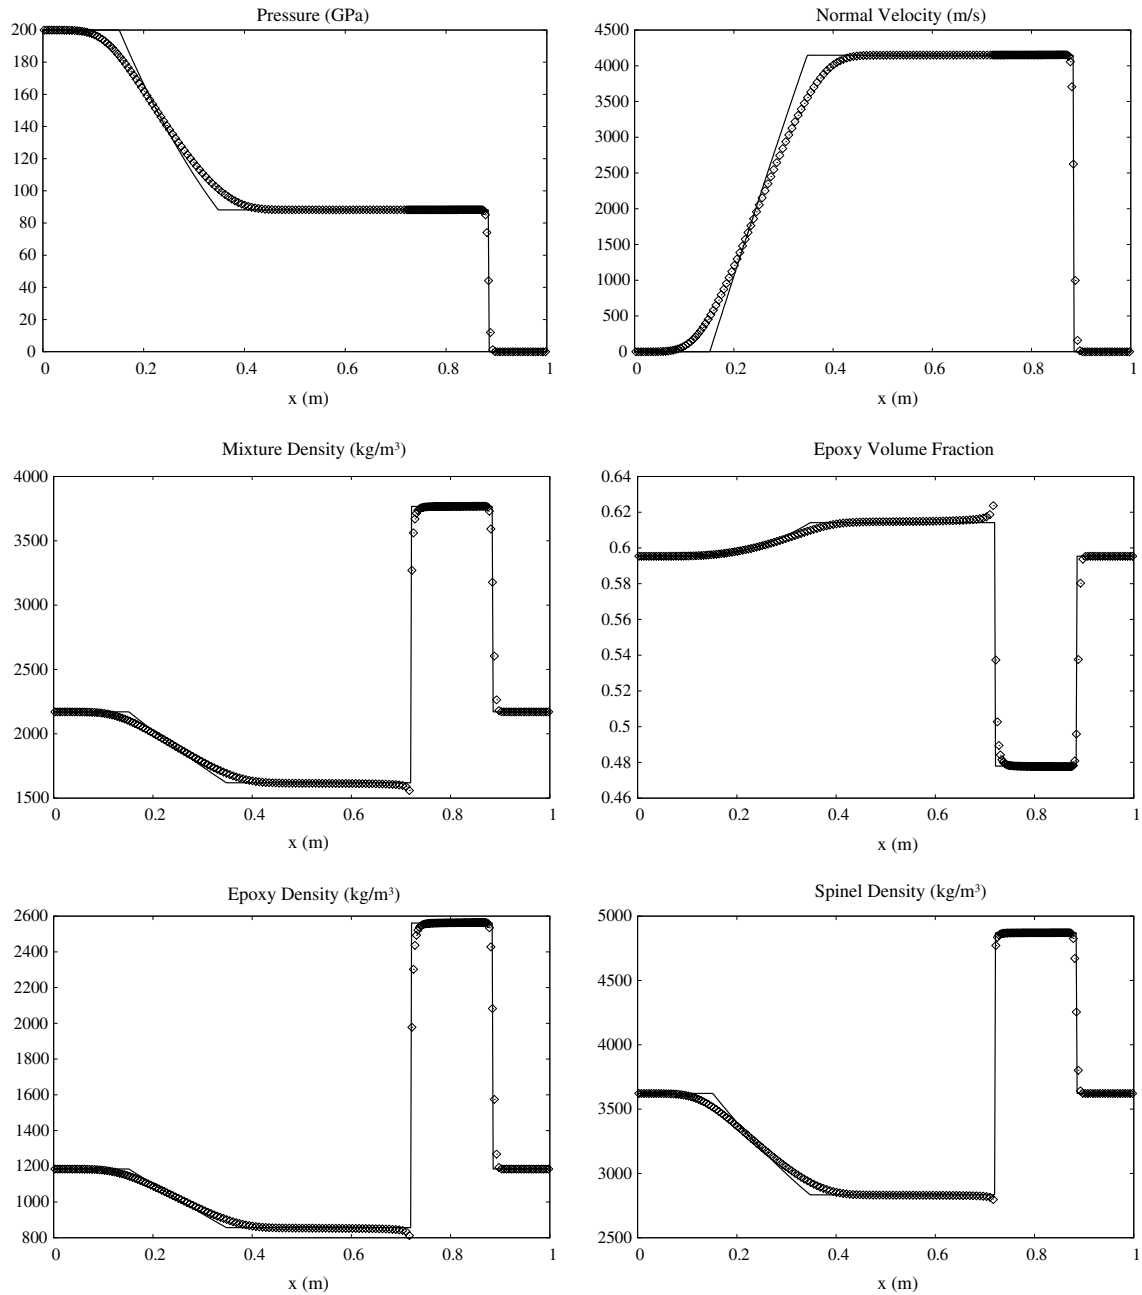 Pressure (GPa)
200
180
160
140
120
100
80
60
40
20
0
0 0.2 0.4 0.6 0.8 1
x (m)
Normal Velocity (m/s)
4500
4000
3500
3000
2500
2000
1500
1000
500
0
0 0.2 0.4 0.6 0.8 1
x (m)
Mixture Density (kg/m³)
4000
3500
3000
2500
2000
1500
0 0.2 0.4 0.6 0.8 1
x (m)
Epoxy Volume Fraction
0.64
0.62
0.6
0.58
0.56
0.54
0.52
0.5
0.48
0.46
0 0.2 0.4 0.6 0.8 1
x (m)
Epoxy Density (kg/m³)
2600
2400
2200
2000
1800
1600
1400
1200
1000
800
0 0.2 0.4 0.6 0.8 1
x (m)
Spinel Density (kg/m³)
5000
4500
4000
3500
3000
2500
0 0.2 0.4 0.6 0.8 1
x (m)